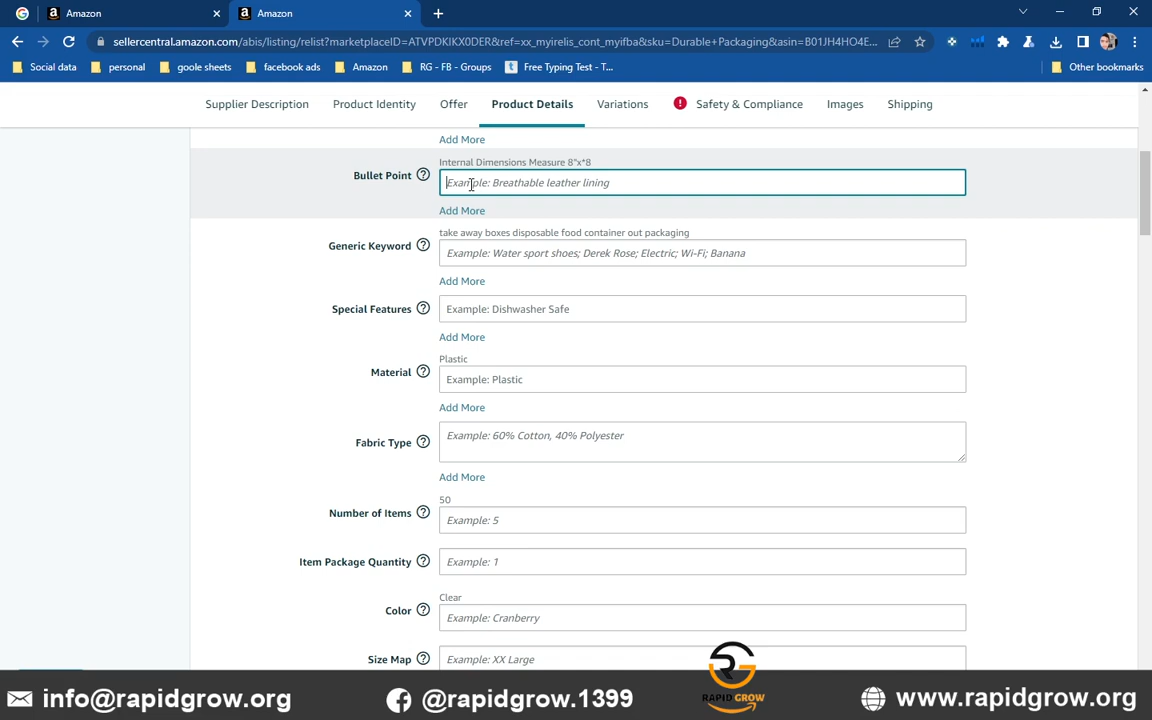 Amazon
Amazon
sellercentral.amazon.com/abis/listing/relist?marketplaceID=ATVPDKIKX0DER&ref=xx_myirelis_cont_myifba&sku=Durable+Packaging&asin=B01JH4HO4E...
Social data
personal
goole sheets
facebook ads
Amazon
RG - FB - Groups
Free Typing Test - T...
Other bookmarks
Supplier Description
Product Identity
Offer
Product Details
Variations
Safety & Compliance
Images
Shipping
Add More
Internal Dimensions Measure 8"x*8
Bullet Point
Example: Breathable leather lining
Add More
take away boxes disposable food container out packaging
Generic Keyword
Example: Water sport shoes; Derek Rose; Electric; Wi-Fi; Banana
Add More
Special Features
Example: Dishwasher Safe
Add More
Plastic
Material
Example: Plastic
Add More
Fabric Type
Example: 60% Cotton, 40% Polyester
Add More
50
Number of Items
Example: 5
Item Package Quantity
Example: 1
Clear
Color
Example: Cranberry
Size Map
Example: XX Large
RAPID GROW
info@rapidgrow.org
@rapidgrow.1399
www.rapidgrow.org